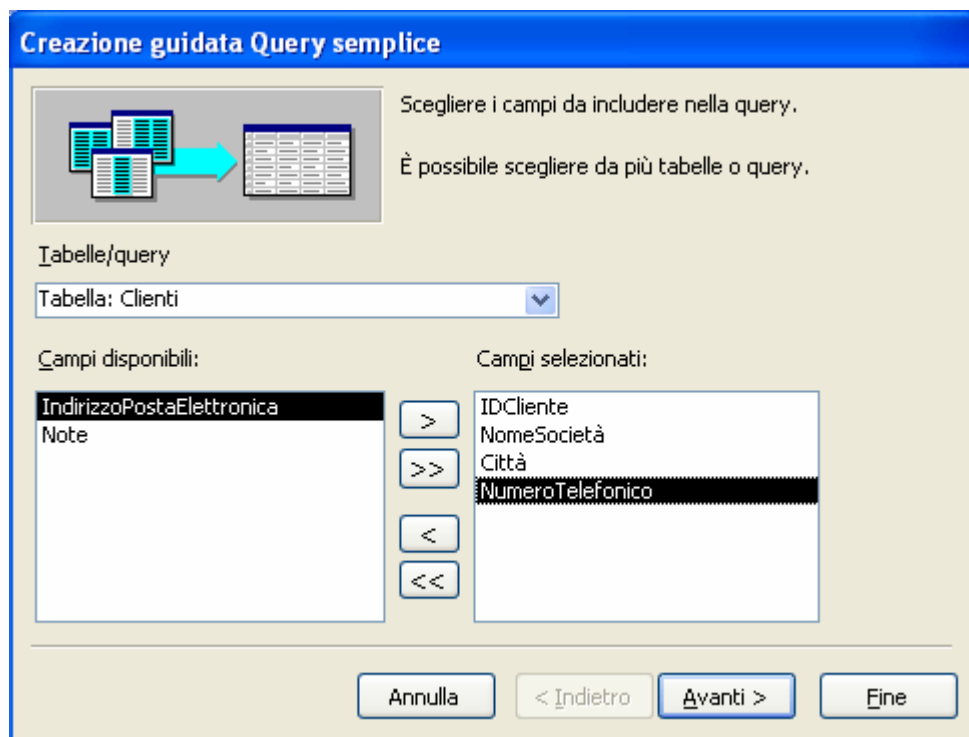 Creazione guidata Query semplice
Scegliere i campi da includere nella query.
È possibile scegliere da più tabelle o query.
Tabelle/query
Tabella: Clienti
Campi disponibili:
IndirizzoPostaElettronica
Note
>
>>
<
<<
Campi selezionati:
IDCliente
NomeSocietà
Città
NumeroTelefonico
Annulla
< Indietro
Avanti >
Fine